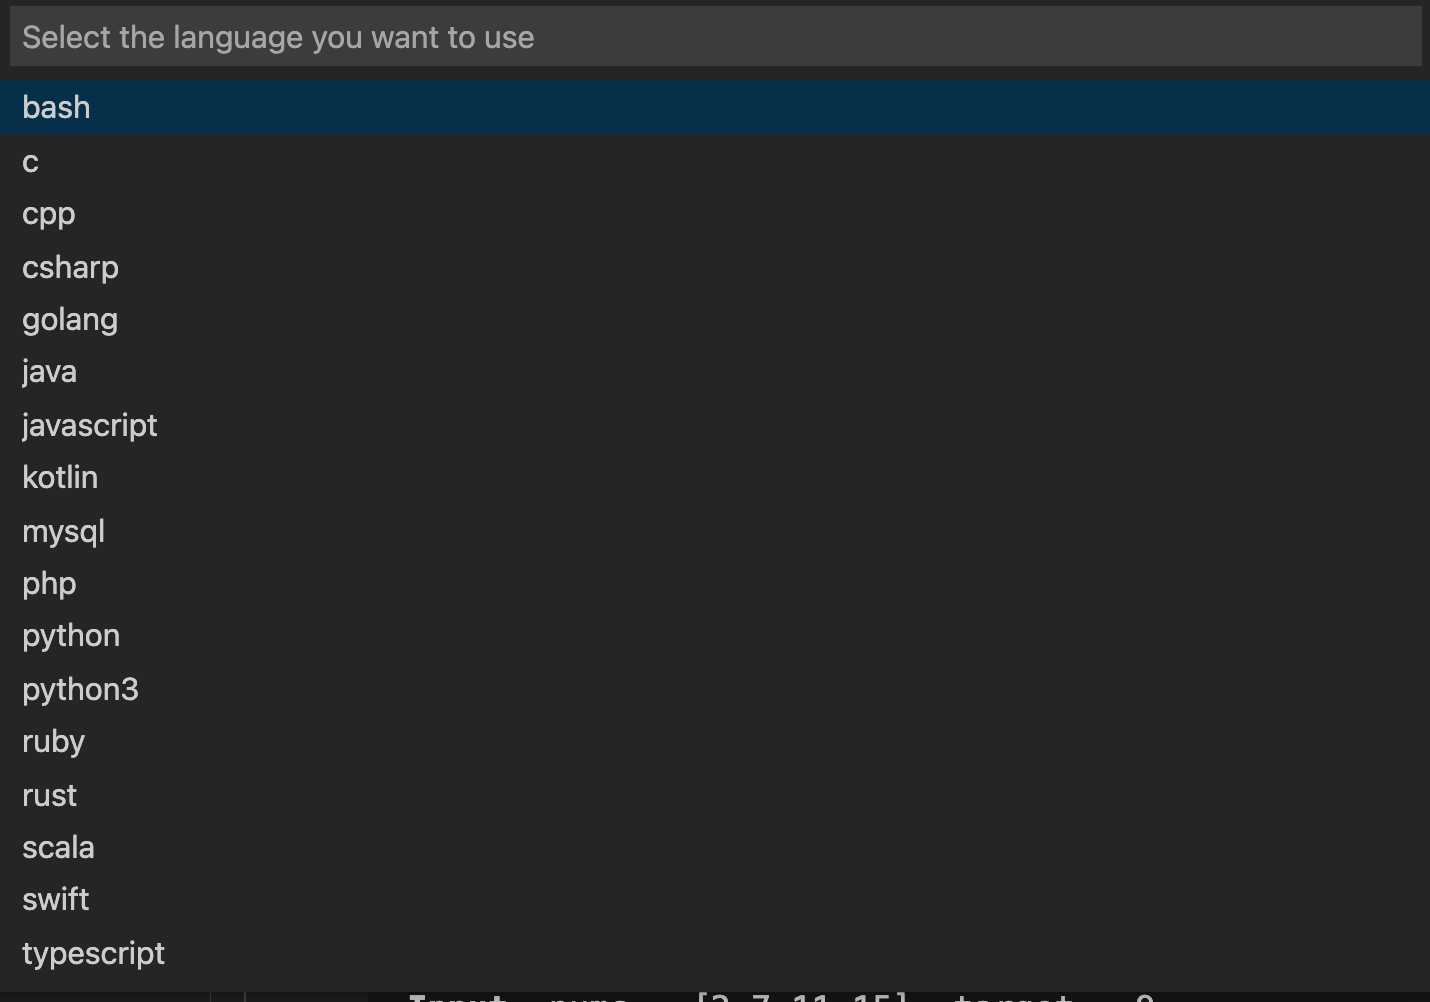 Select the language you want to use
bash
c
cpp
csharp
golang
java
javascript
kotlin
mysql
php
python
python3
ruby
rust
scala
swift
typescript